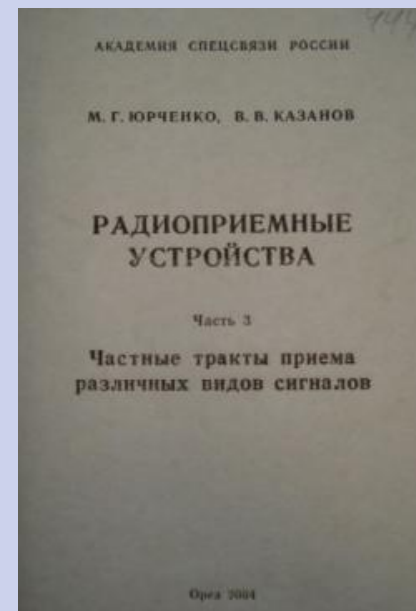 АКАДЕМИЯ СПЕЦСВЯЗИ РОССИИ
М. Г. ЮРЧЕНКО, В. В. КАЗАНОВ
РАДИОПРИЕМНЫЕ
УСТРОЙСТВА
Часть 3
Частные тракты приема
различных видов сигналов
Орел 2004